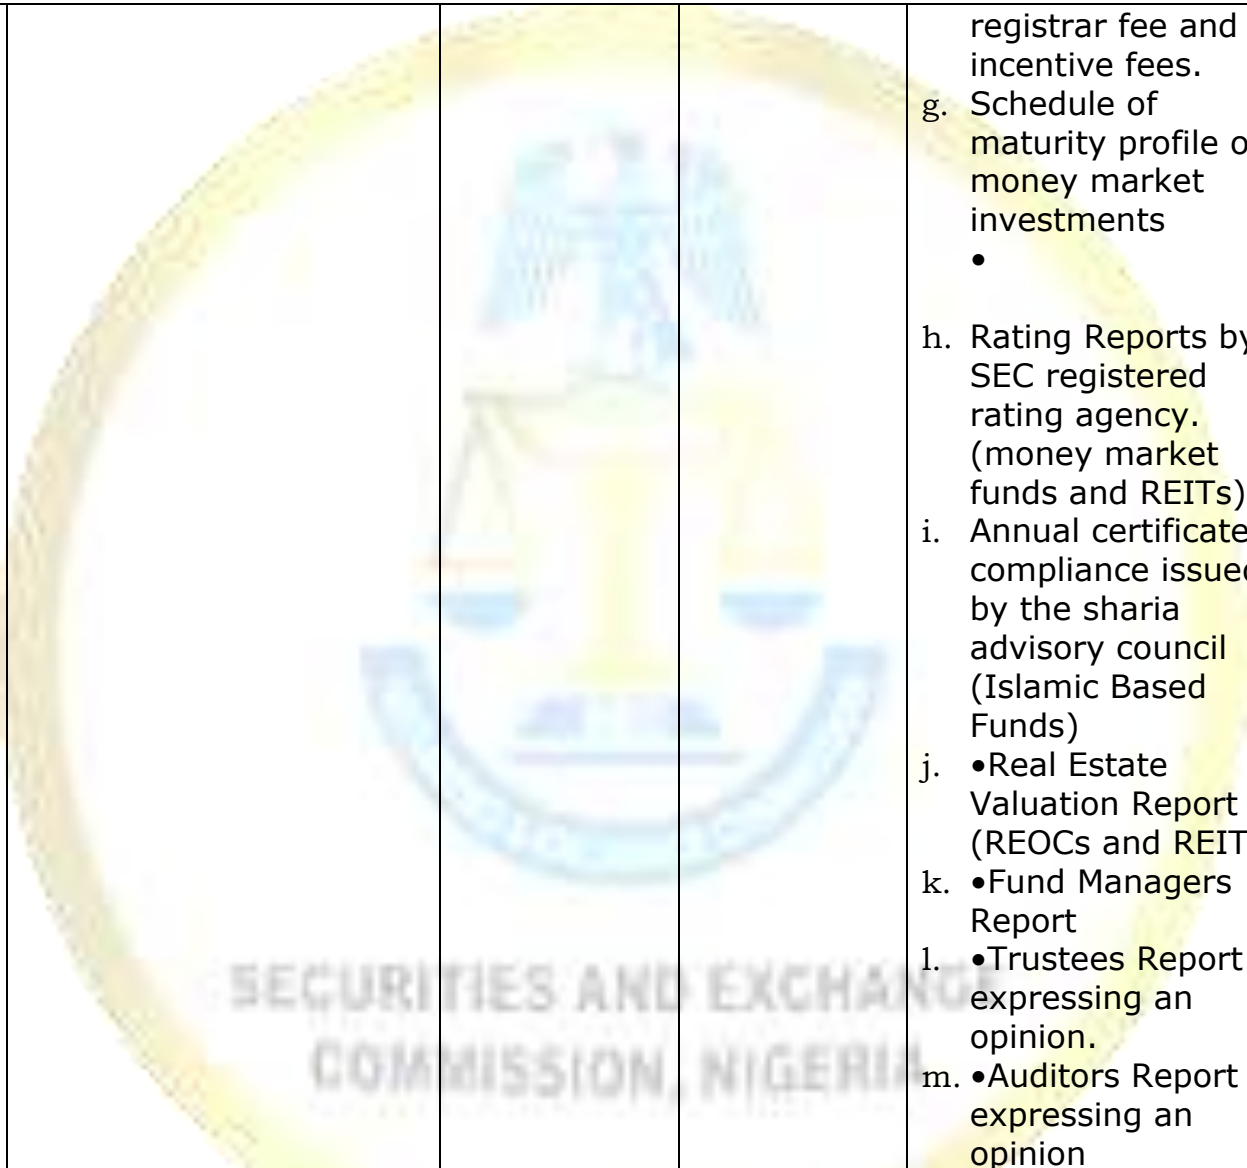 registrar fee and
incentive fees.
g. Schedule of
maturity profile o
money market
investments
•
h. Rating Reports by
SEC registered
rating agency.
(money market
funds and REITs)
i. Annual certificate
compliance issued
by the sharia
advisory council
(Islamic Based
Funds)
j. •Real Estate
Valuation Report
(REOCs and REIT
k. •Fund Managers
Report
l. •Trustees Report
expressing an
opinion.
m. •Auditors Report
expressing an
opinion
SECURITIES AND EXCHANGE
COMMISSION, NIGERIA